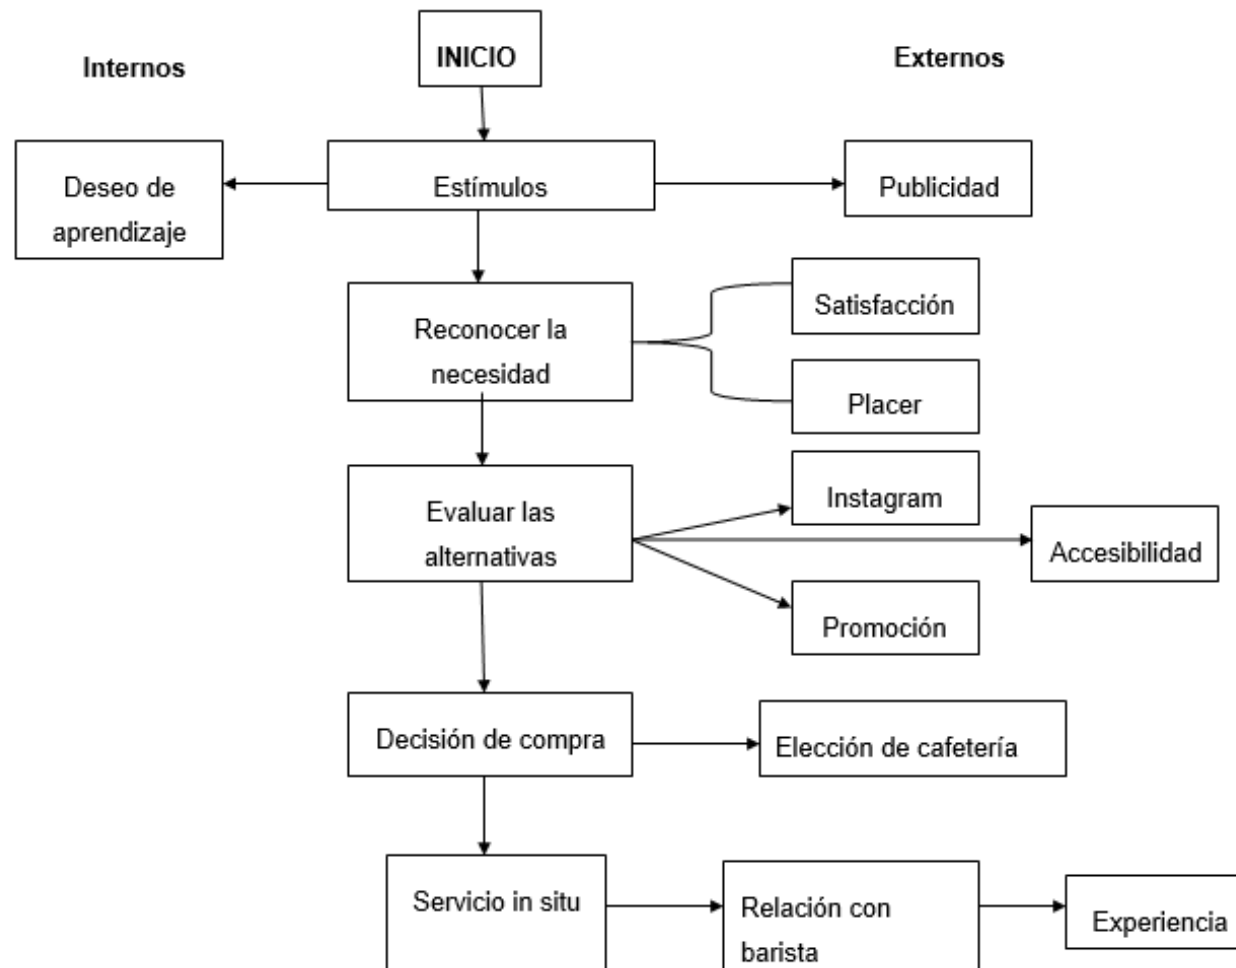 Internos
INICIO
Externos
Deseo de
aprendizaje
Estímulos
Publicidad
Reconocer la
necesidad
Satisfacción
Placer
Evaluar las
alternativas
Instagram
Accesibilidad
Promoción
Decisión de compra
Elección de cafetería
Servicio in situ
Relación con
barista
Experiencia